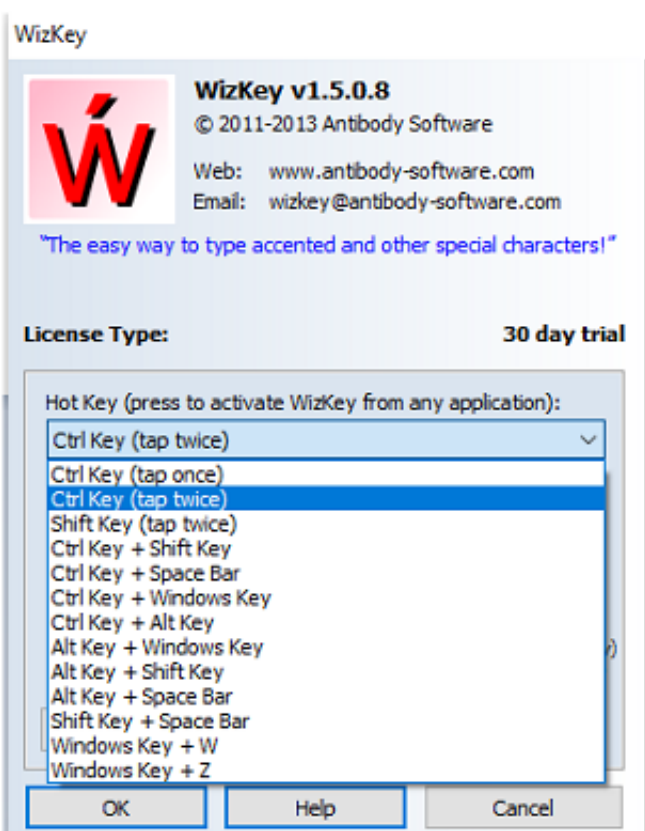 WizKey
Ẃ
WizKey v1.5.0.8
© 2011-2013 Antibody Software
Web: www.antibody-software.com
Email: wizkey@antibody-software.com
"The easy way to type accented and other special characters!"
License Type: 30 day trial
Hot Key (press to activate WizKey from any application):
Ctrl Key (tap twice)
Ctrl Key (tap once)
Ctrl Key (tap twice)
Shift Key (tap twice)
Ctrl Key + Shift Key
Ctrl Key + Space Bar
Ctrl Key + Windows Key
Ctrl Key + Alt Key
Alt Key + Windows Key
Alt Key + Shift Key
Alt Key + Space Bar
Shift Key + Space Bar
Windows Key + W
Windows Key + Z
OK Help Cancel